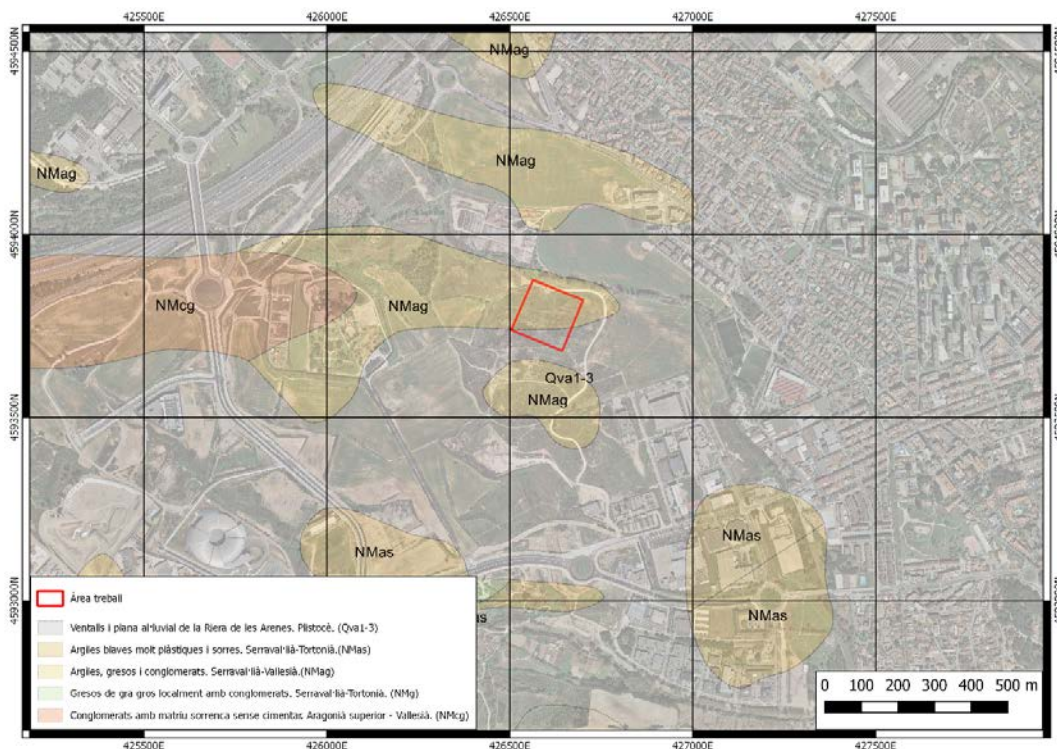 425500E 426000E 426500E 427000E 427500E
4594500N
NMag
NMag
NMag
4594000N
NMcg
NMag
Qva1-3
NMag
4593500N
4593500N
NMas
NMas
NMas
4593000N
Àrea treball
Ventalls i plana al·luvial de la Riera de les Arenes. Plistocè. (Qva1-3)
Argiles blaves molt plàstiques i sorres. Serraval·lià-Tortonià.(NMas)
Argiles, gresos i conglomerats. Serraval·lià-Vallesià.(NMag)
Gresos de gra gros localment amb conglomerats. Serraval·lià-Tortonià. (NMg)
Conglomerats amb matriu sorrenca sense cimentar. Aragonià superior - Vallesià. (NMcg)
0 100 200 300 400 500 m
425500E 426000E 426500E 427000E 427500E